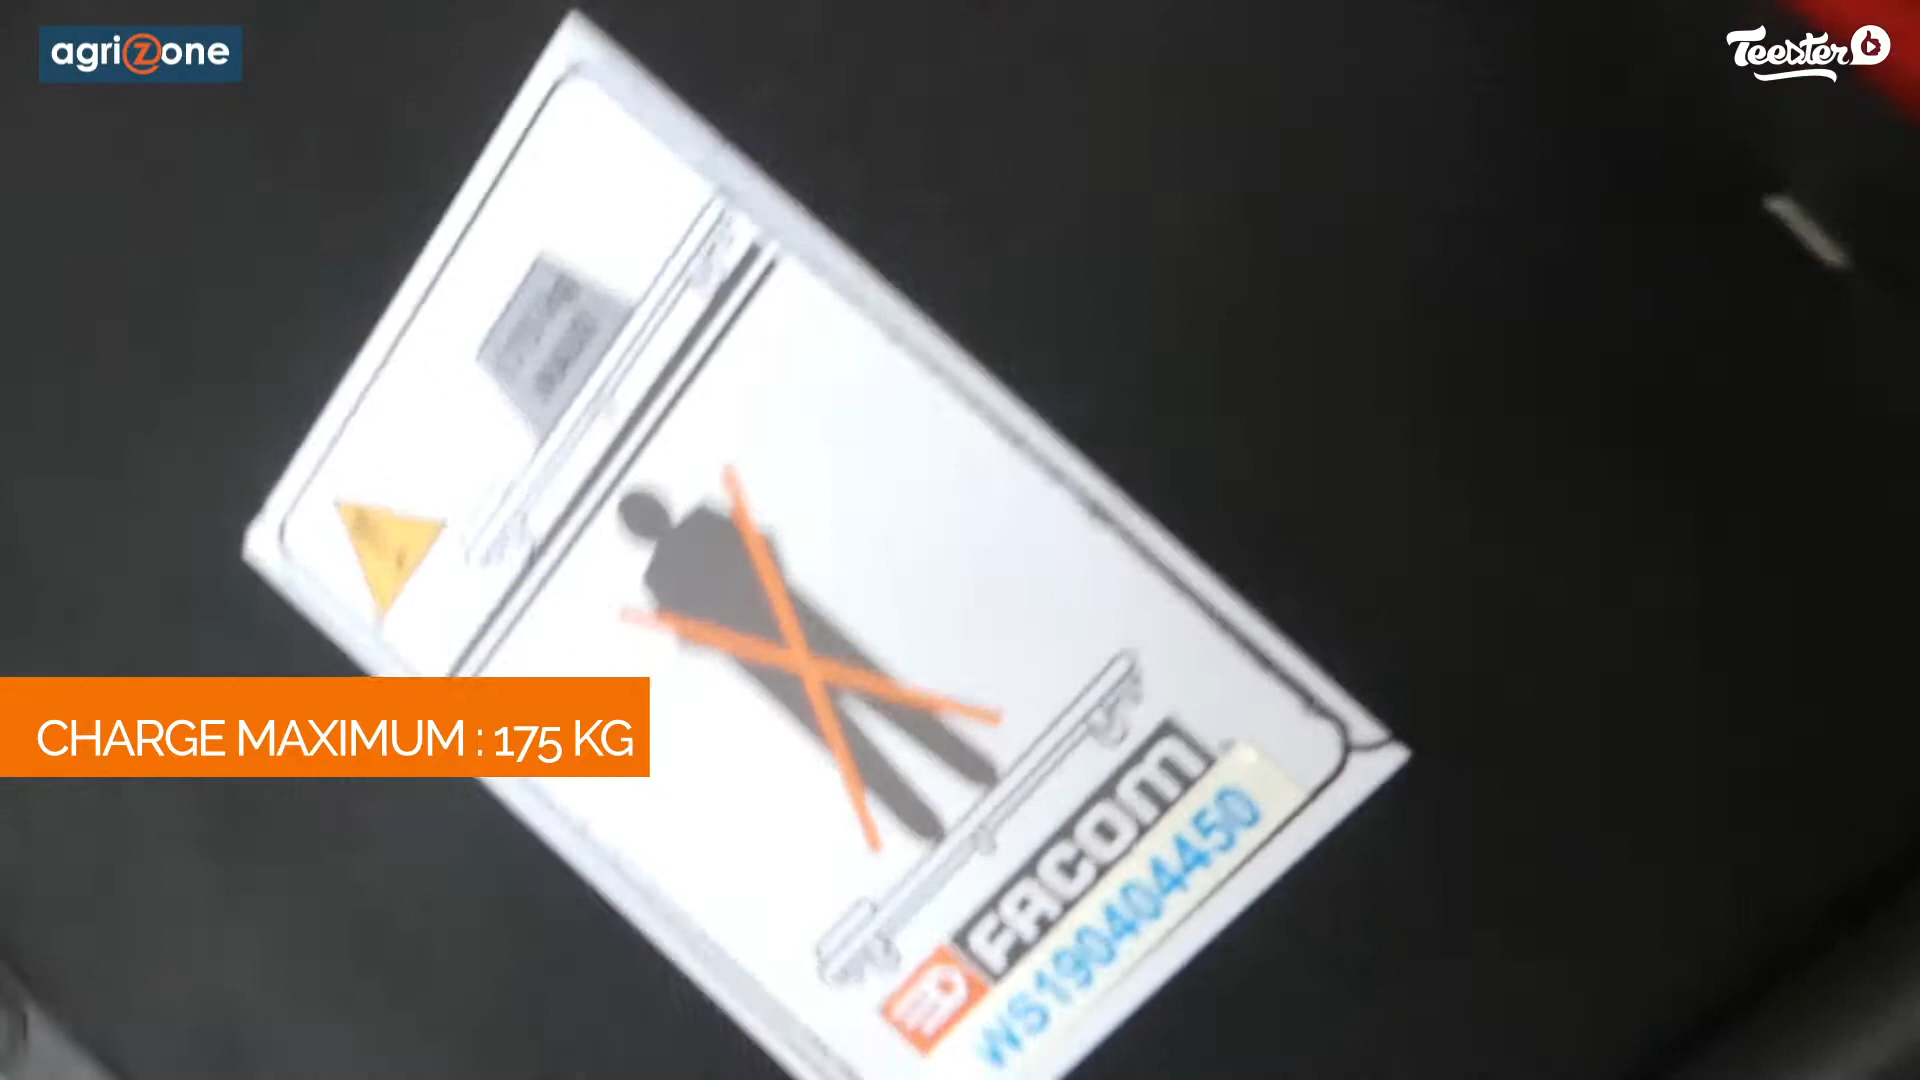 agrizone
Teester
CHARGE MAXIMUM : 175 KG
FACOM
WS190404450